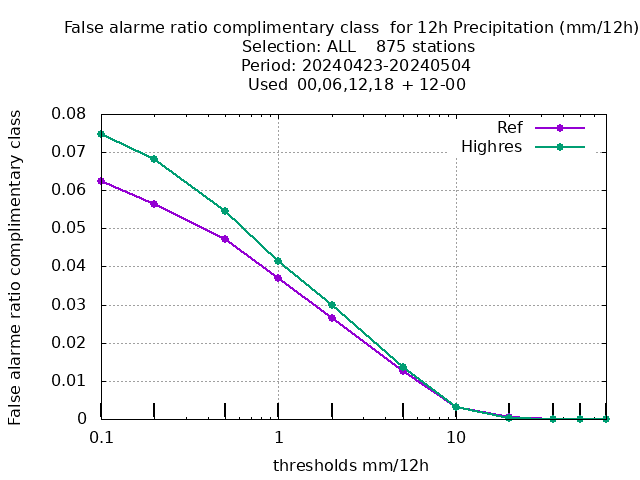 False alarme ratio complimentary class  for 12h Precipitation (mm/12h)
Selection: ALL    875 stations
Period: 20240423-20240504
Used  00,06,12,18  + 12-00
False alarme ratio complimentary class
0.08
0.07
0.06
0.05
0.04
0.03
0.02
0.01
0
Ref
Highres
0.1
1
10
thresholds mm/12h